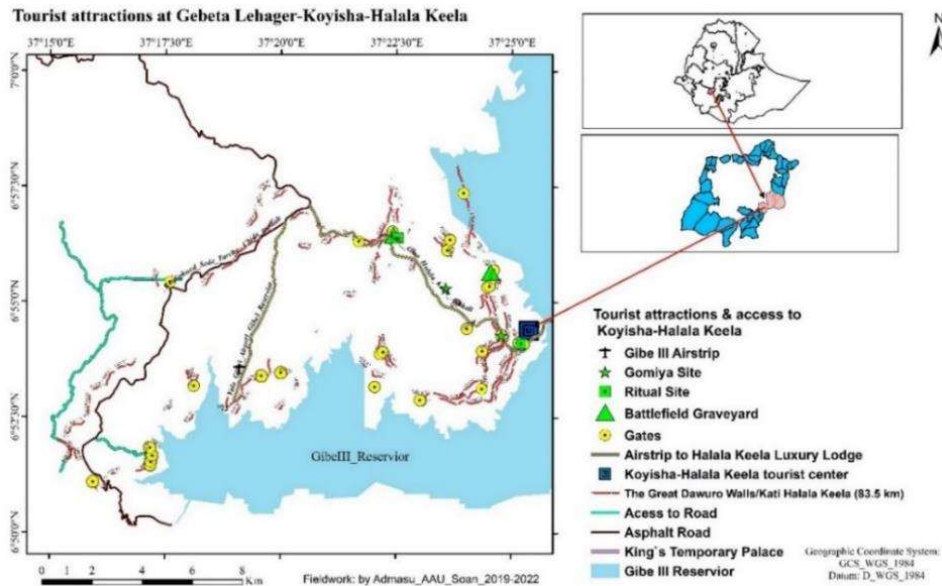 Tourist attractions at Gebeta Lehager-Koyisha-Halala Keela
37°15'0"E 37°17'30"E 37°20'0"E 37°22'30"E 37°25'0"E
N
7°0'0"N
6°57'30"N
6°55'0"N
6°52'30"N
6°50'0"N
GibeIII_Reservior
0 1 2 4 6 8
Km
Fieldwork: by Admasu_AAU_Soan_2019-2022
Tourist attractions & access to
Koyisha-Halala Keela
Gibe III Airstrip
Gomiya Site
Ritual Site
Battlefield Graveyard
Gates
Airstrip to Halala Keela Luxury Lodge
Koyisha-Halala Keela tourist center
The Great Dawuro Walls/Kati Halala Keela (83.5 km)
Acess to Road
Asphalt Road
King`s Temporary Palace
Gibe III Reservior
Geographic Coordinate System:
GCS_WGS_1984
Datum: D_WGS_1984